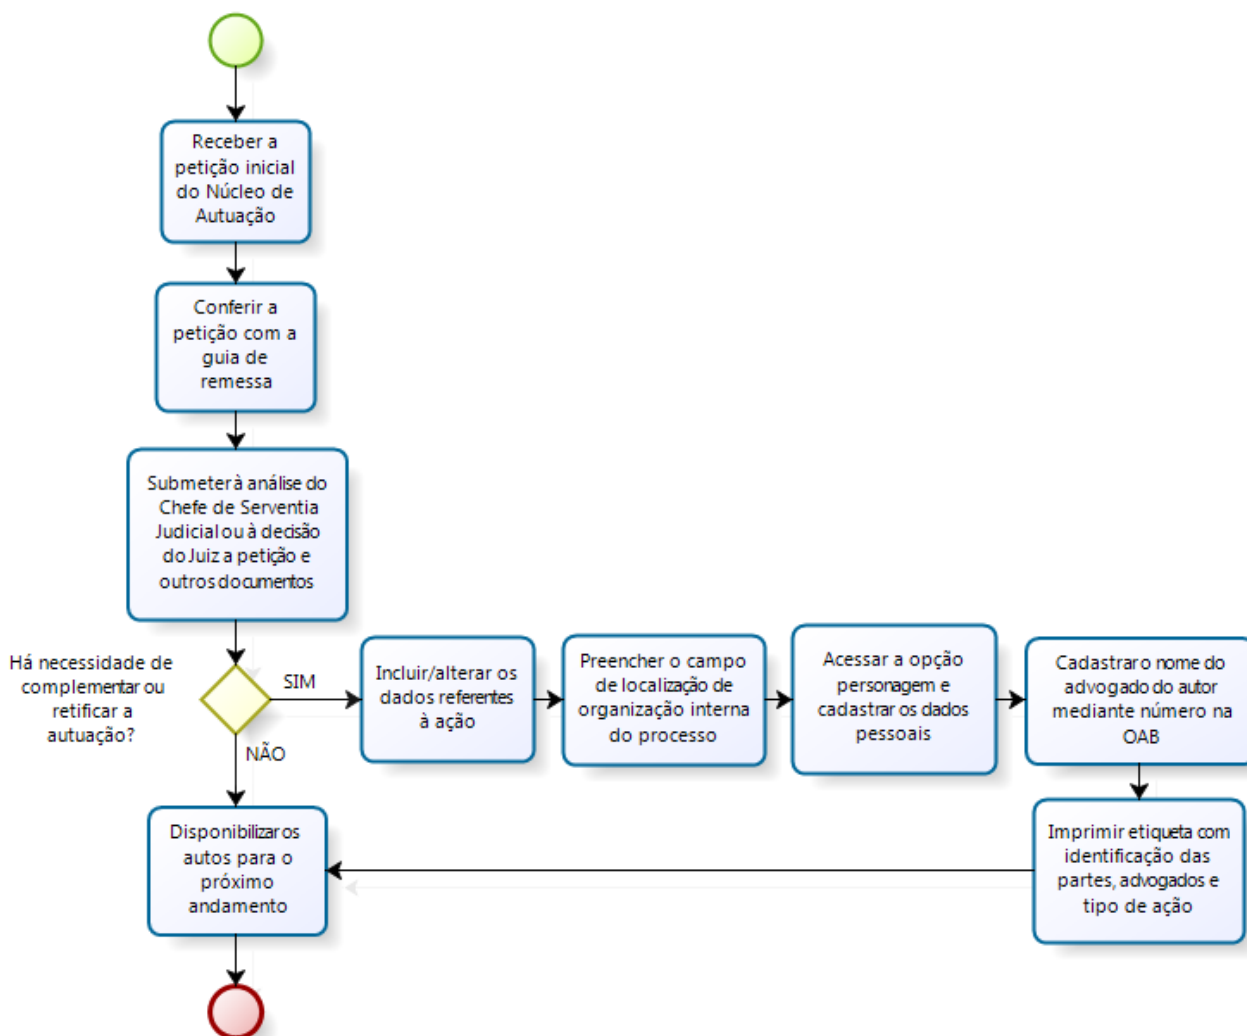 Receber a
petição inicial
do Núcleo de
Autuação
Conferir a
petição com a
guia de
remessa
Submeter à análise do
Chefe de Serventia
Judicial ou à decisão
do Juiz a petição e
outros documentos
Há necessidade de
complementar ou
retificar a
autuação?
SIM
NÃO
Incluir/alterar os
dados referentes
à ação
Preencher o campo
de localização de
organização interna
do processo
Acessar a opção
personagem e
cadastrar os dados
pessoais
Cadastrar o nome do
advogado do autor
mediante número na
OAB
Imprimir etiqueta com
identificação das
partes, advogados e
tipo de ação
Disponibilizar os
autos para o
próximo
andamento